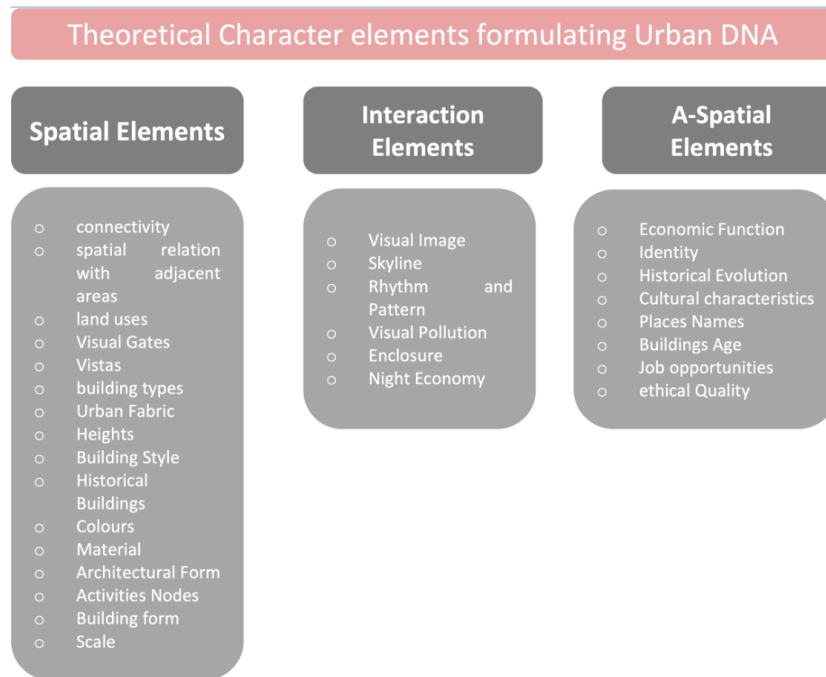 Theoretical Character elements formulating Urban DNA
Spatial Elements
connectivity
spatial relation
with adjacent
areas
land uses
Visual Gates
Vistas
building types
Urban Fabric
Heights
Building Style
Historical
Buildings
Colours
Material
Architectural Form
Activities Nodes
Building form
Scale
Interaction
Elements
Visual Image
Skyline
Rhythm and
Pattern
Visual Pollution
Enclosure
Night Economy
A-Spatial
Elements
Economic Function
Identity
Historical Evolution
Cultural characteristics
Places Names
Buildings Age
Job opportunities
ethical Quality